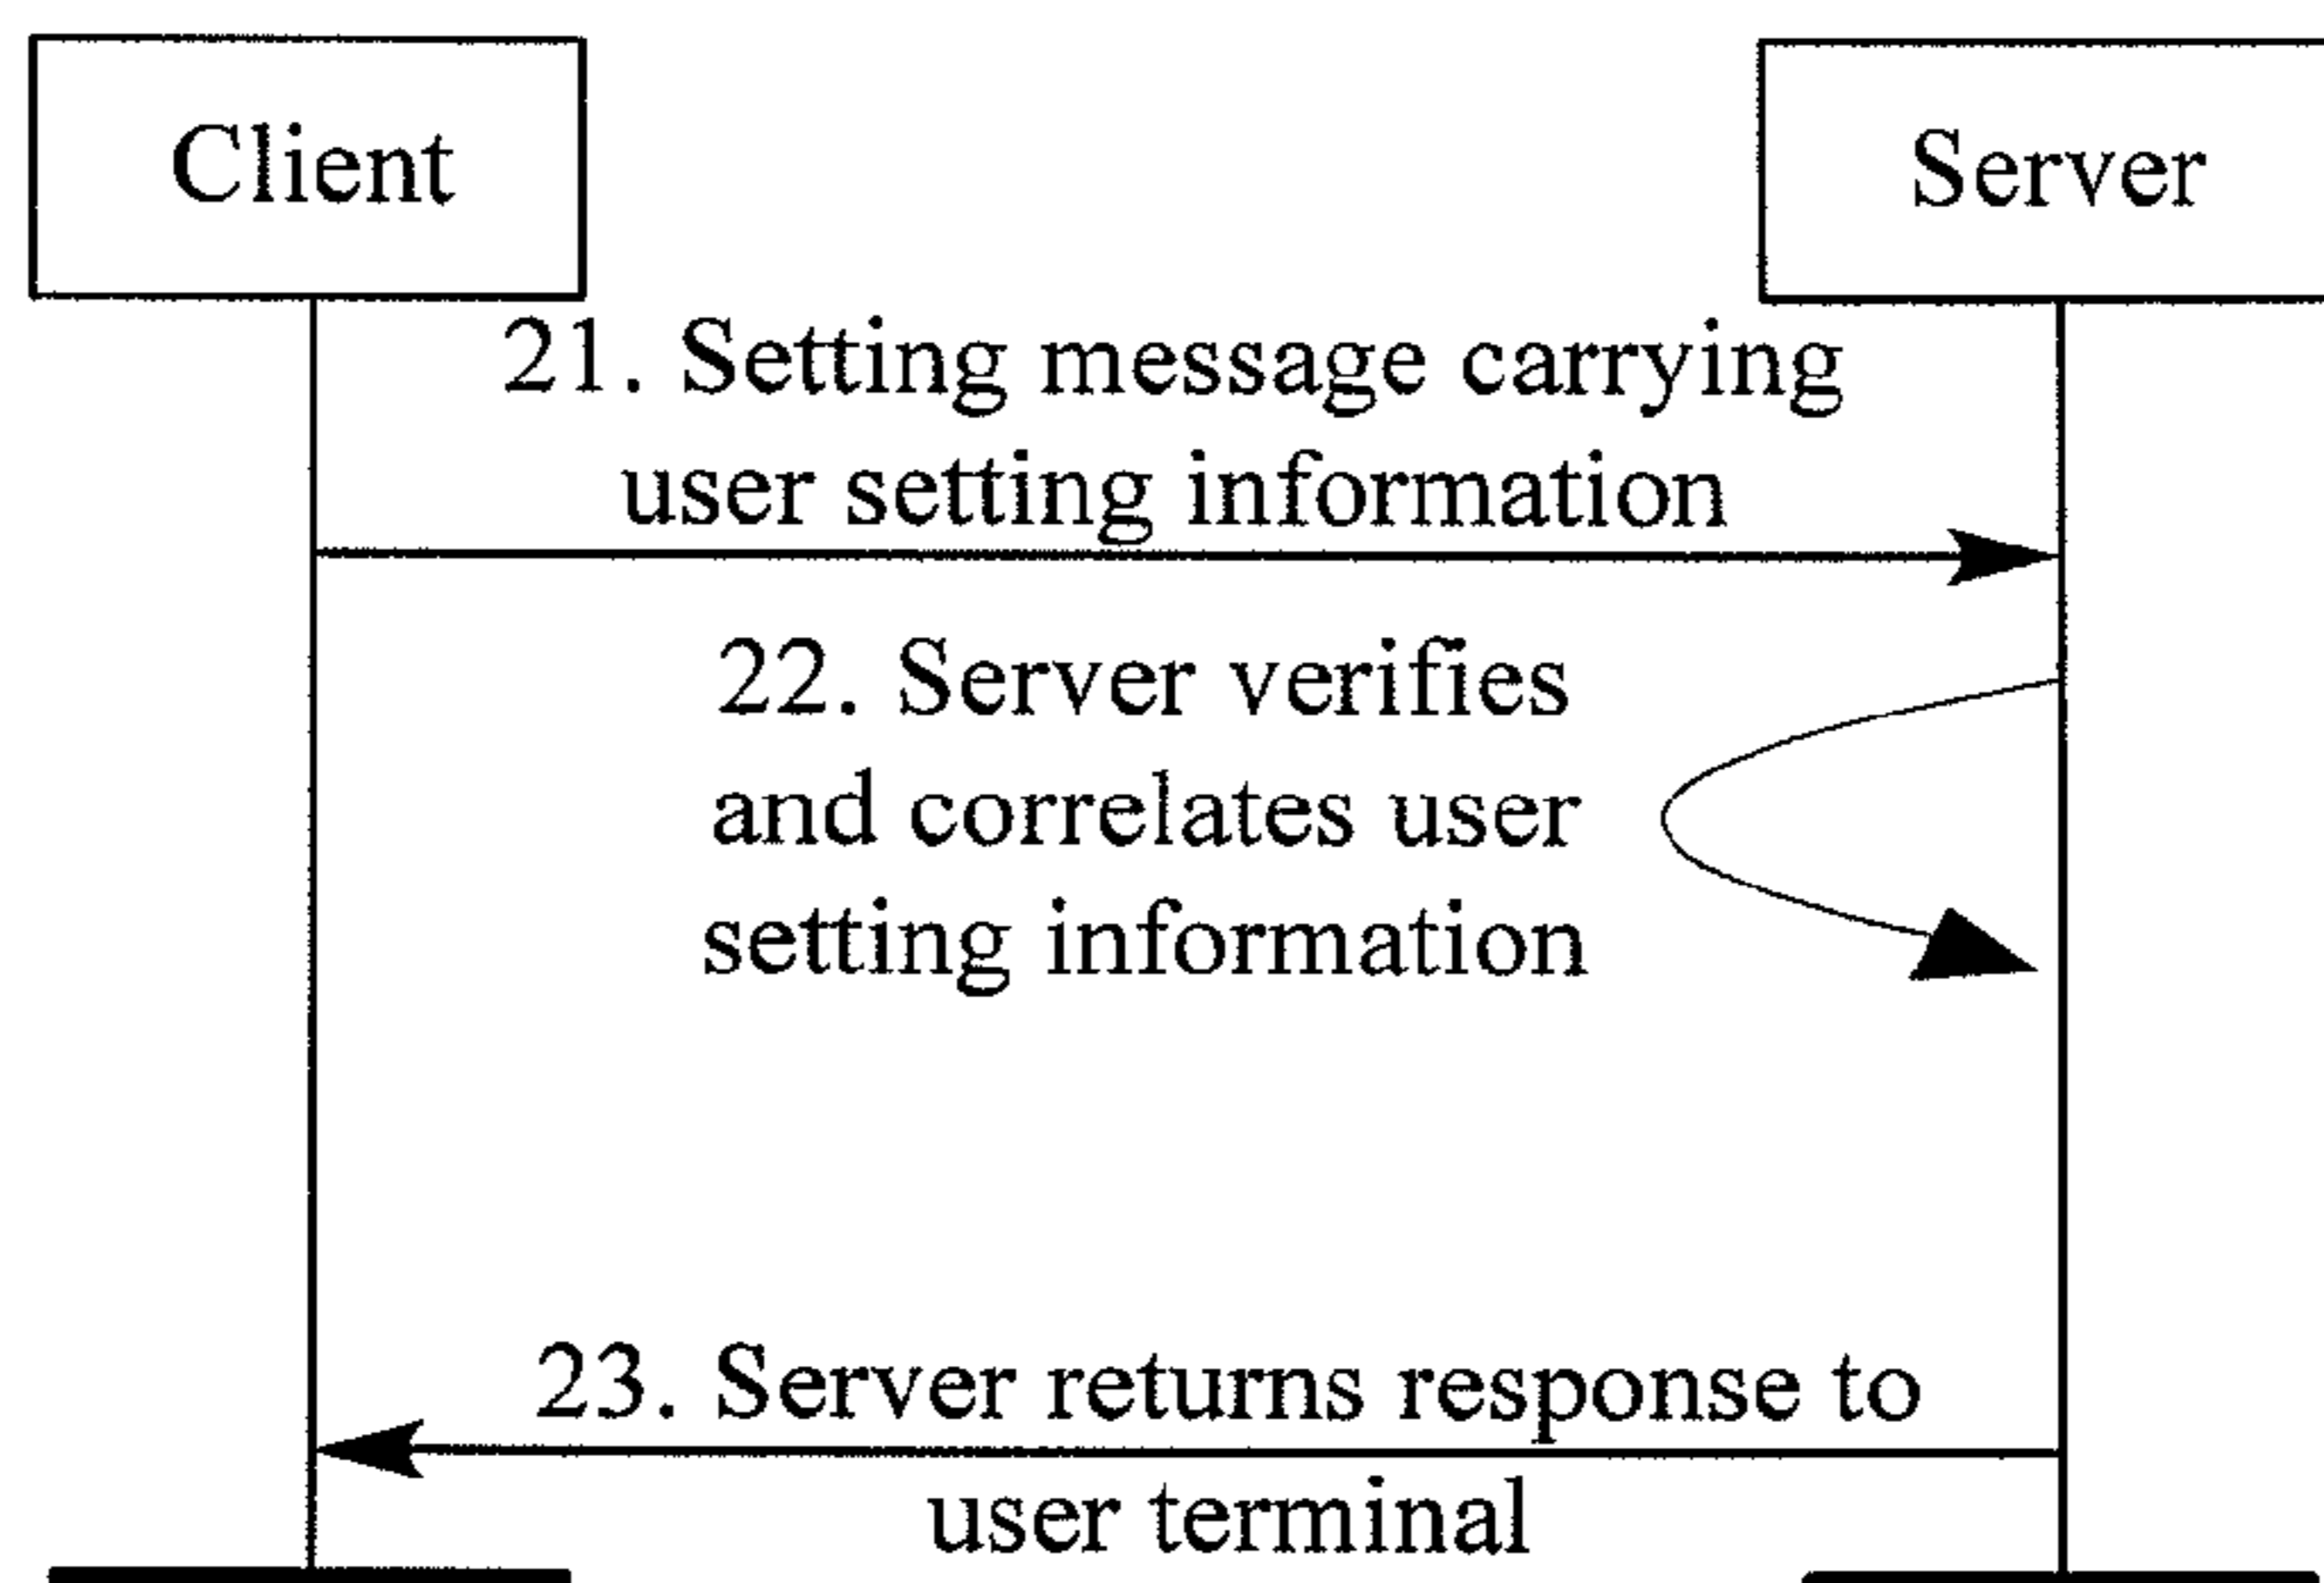 Client
Server
21. Setting message carrying
user setting information
22. Server verifies
and correlates user
setting information
23. Server returns response to
user terminal